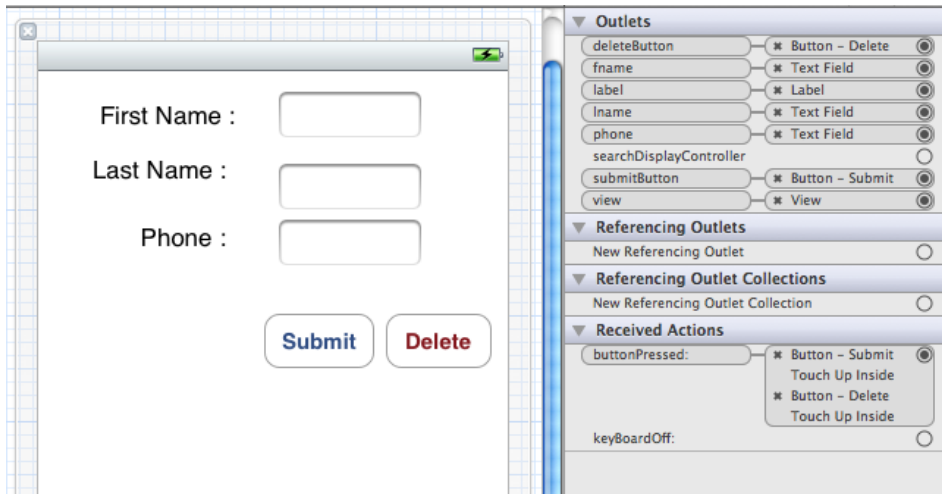 First Name :
Last Name :
Phone :
Submit
Delete
Outlets
deleteButton Button – Delete
fname Text Field
label Label
lname Text Field
phone Text Field
searchDisplayController
submitButton Button – Submit
view View
Referencing Outlets
New Referencing Outlet
Referencing Outlet Collections
New Referencing Outlet Collection
Received Actions
buttonPressed: Button – Submit
Touch Up Inside
Button – Delete
Touch Up Inside
keyBoardOff: